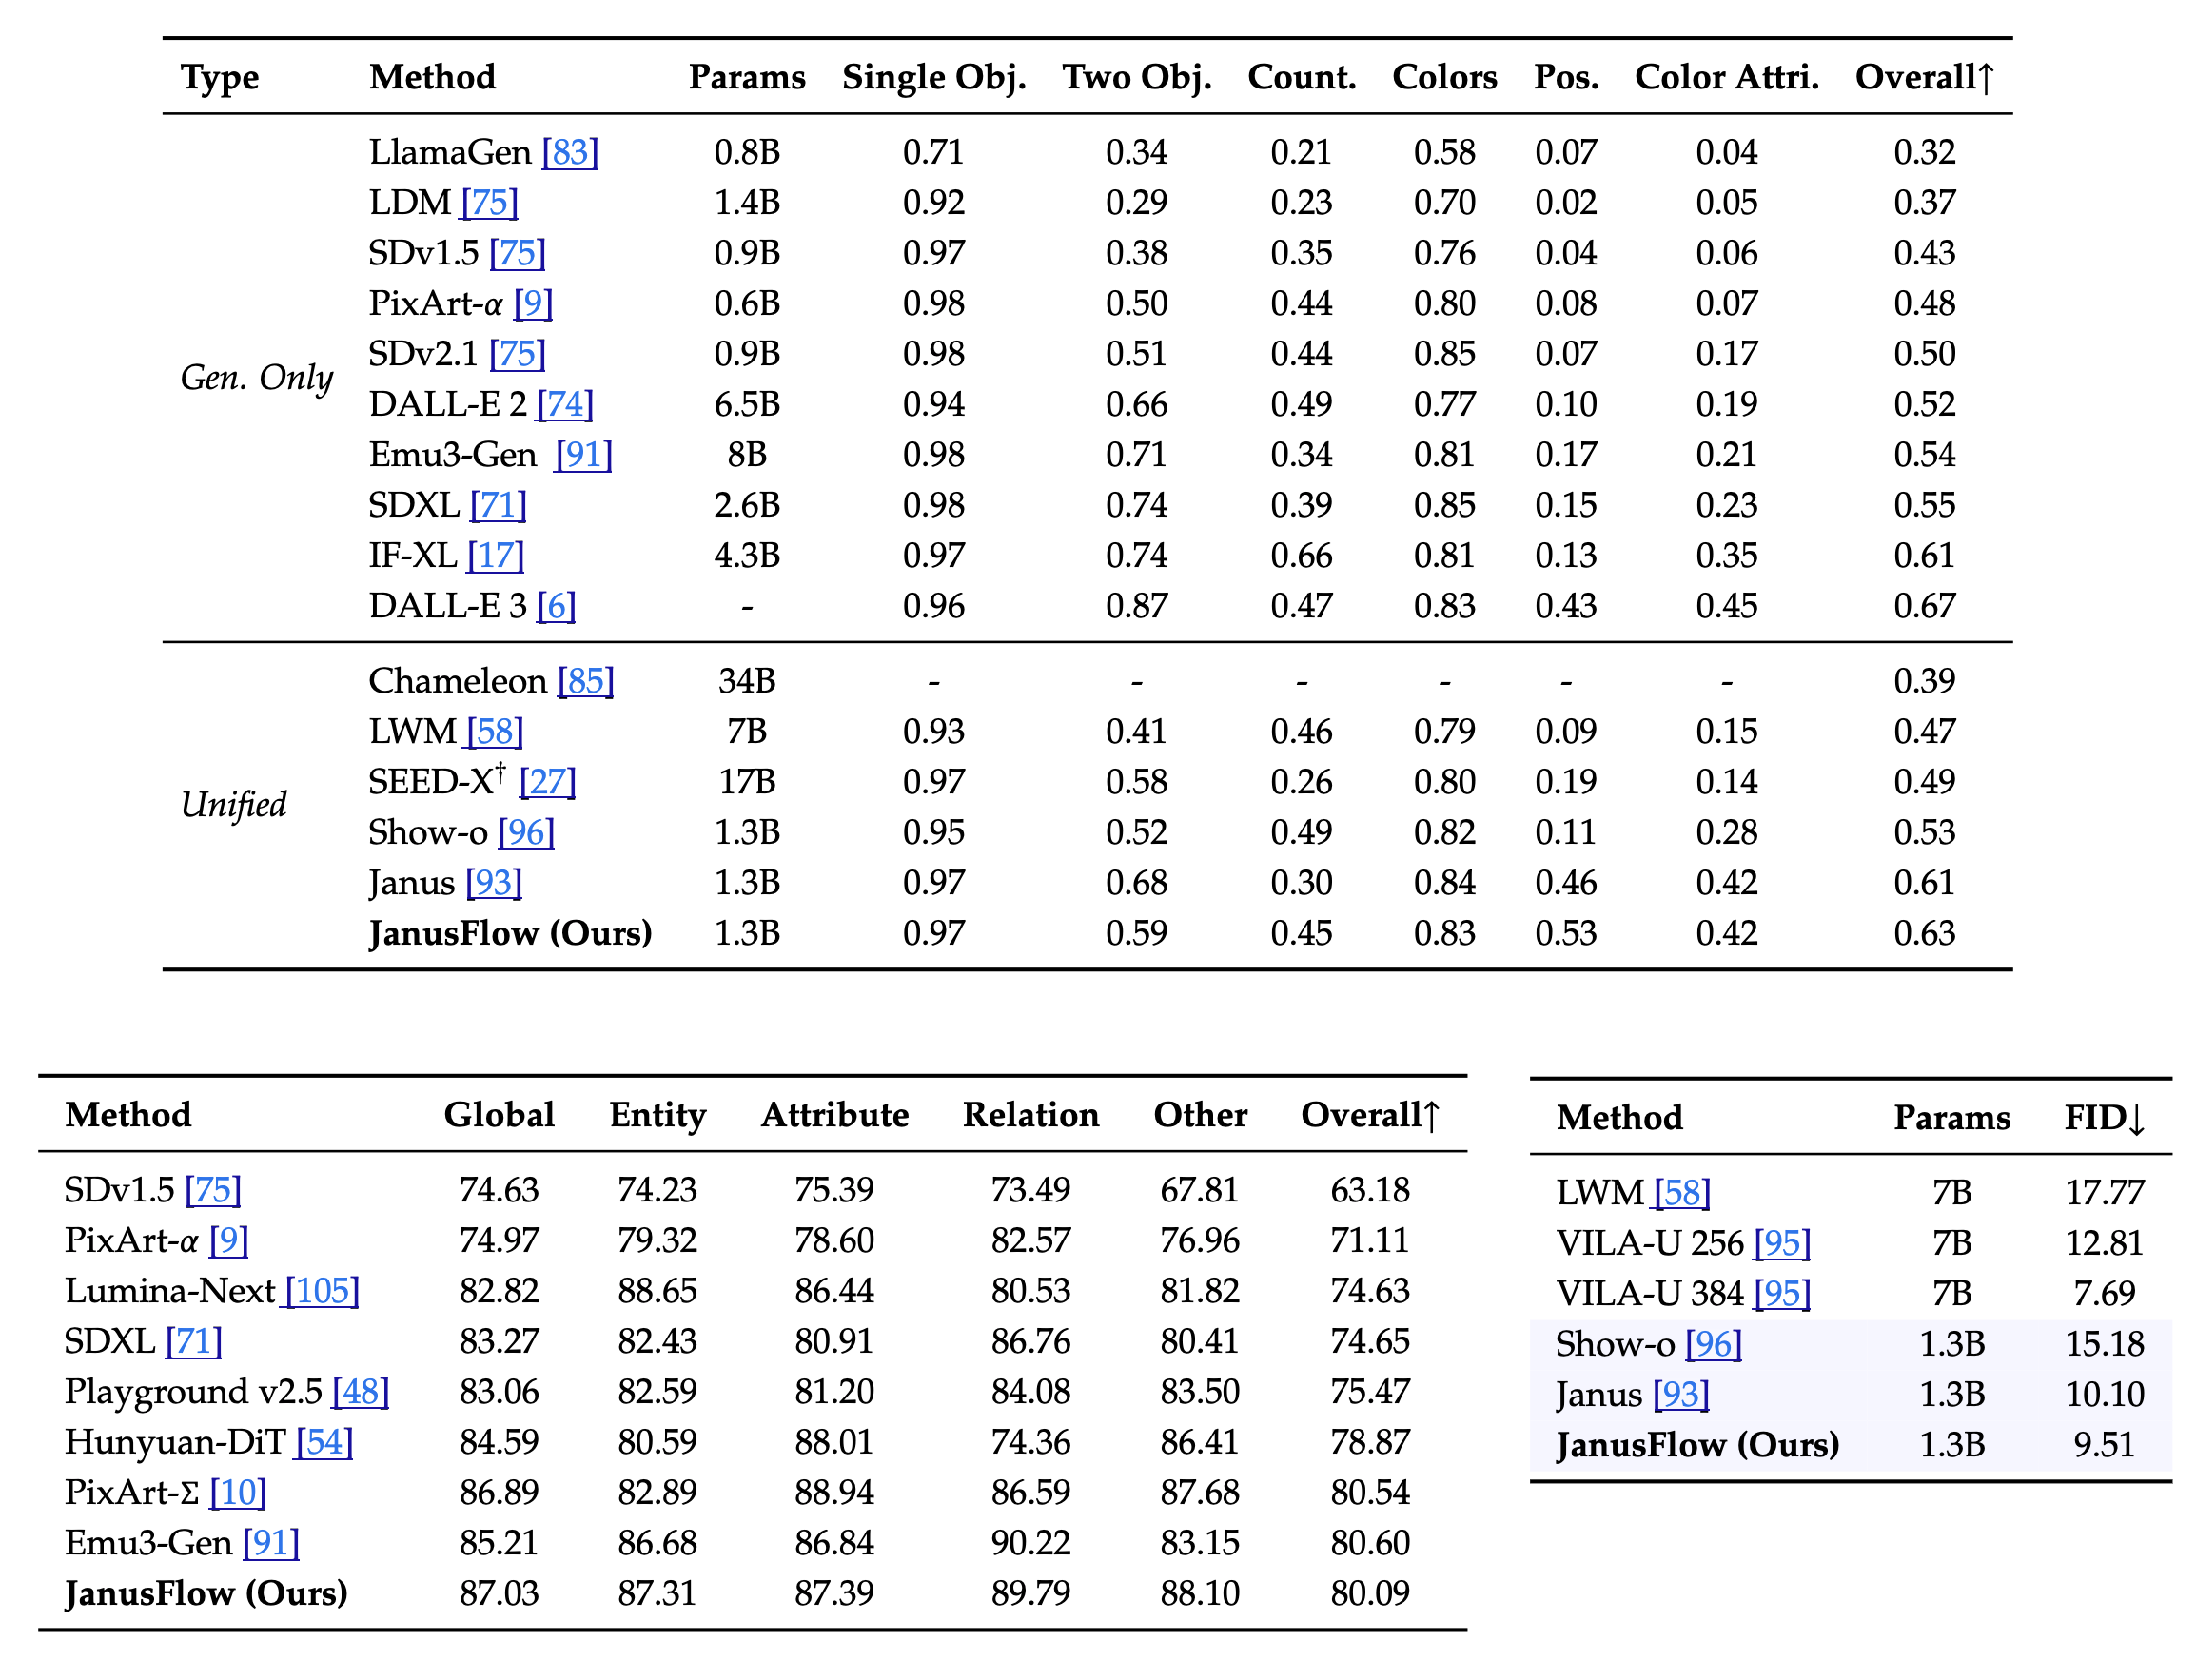 Type Method Params Single Obj. Two Obj. Count. Colors Pos. Color Attri. Overall↑
LlamaGen [83] 0.8B 0.71 0.34 0.21 0.58 0.07 0.04 0.32
LDM [75] 1.4B 0.92 0.29 0.23 0.70 0.02 0.05 0.37
SDv1.5 [75] 0.9B 0.97 0.38 0.35 0.76 0.04 0.06 0.43
PixArt-α [9] 0.6B 0.98 0.50 0.44 0.80 0.08 0.07 0.48
SDv2.1 [75] 0.9B 0.98 0.51 0.44 0.85 0.07 0.17 0.50
Gen. Only
DALL-E 2 [74] 6.5B 0.94 0.66 0.49 0.77 0.10 0.19 0.52
Emu3-Gen [91] 8B 0.98 0.71 0.34 0.81 0.17 0.21 0.54
SDXL [71] 2.6B 0.98 0.74 0.39 0.85 0.15 0.23 0.55
IF-XL [17] 4.3B 0.97 0.74 0.66 0.81 0.13 0.35 0.61
DALL-E 3 [6] - 0.96 0.87 0.47 0.83 0.43 0.45 0.67
Chameleon [85] 34B - - - - - - 0.39
LWM [58] 7B 0.93 0.41 0.46 0.79 0.09 0.15 0.47
SEED-X† [27] 17B 0.97 0.58 0.26 0.80 0.19 0.14 0.49
Unified
Show-o [96] 1.3B 0.95 0.52 0.49 0.82 0.11 0.28 0.53
Janus [93] 1.3B 0.97 0.68 0.30 0.84 0.46 0.42 0.61
JanusFlow (Ours) 1.3B 0.97 0.59 0.45 0.83 0.53 0.42 0.63
Method Global Entity Attribute Relation Other Overall↑
SDv1.5 [75] 74.63 74.23 75.39 73.49 67.81 63.18
PixArt-α [9] 74.97 79.32 78.60 82.57 76.96 71.11
Lumina-Next [105] 82.82 88.65 86.44 80.53 81.82 74.63
SDXL [71] 83.27 82.43 80.91 86.76 80.41 74.65
Playground v2.5 [48] 83.06 82.59 81.20 84.08 83.50 75.47
Hunyuan-DiT [54] 84.59 80.59 88.01 74.36 86.41 78.87
PixArt-Σ [10] 86.89 82.89 88.94 86.59 87.68 80.54
Emu3-Gen [91] 85.21 86.68 86.84 90.22 83.15 80.60
JanusFlow (Ours) 87.03 87.31 87.39 89.79 88.10 80.09
Method Params FID↓
LWM [58] 7B 17.77
VILA-U 256 [95] 7B 12.81
VILA-U 384 [95] 7B 7.69
Show-o [96] 1.3B 15.18
Janus [93] 1.3B 10.10
JanusFlow (Ours) 1.3B 9.51